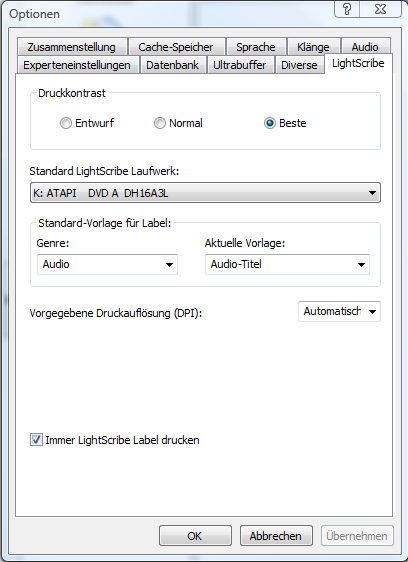 Optionen
Zusammenstellung Cache-Speicher Sprache Klänge Audio
Experteneinstellungen Datenbank Ultrabuffer Diverse LightScribe
Druckkontrast
Entwurf Normal Beste
Standard LightScribe Laufwerk:
K: ATAPI DVD A DH16A3L
Standard-Vorlage für Label:
Genre: Aktuelle Vorlage:
Audio Audio-Titel
Vorgegebene Druckauflösung (DPI): Automatisch
Immer LightScribe Label drucken
OK Abbrechen Übernehmen